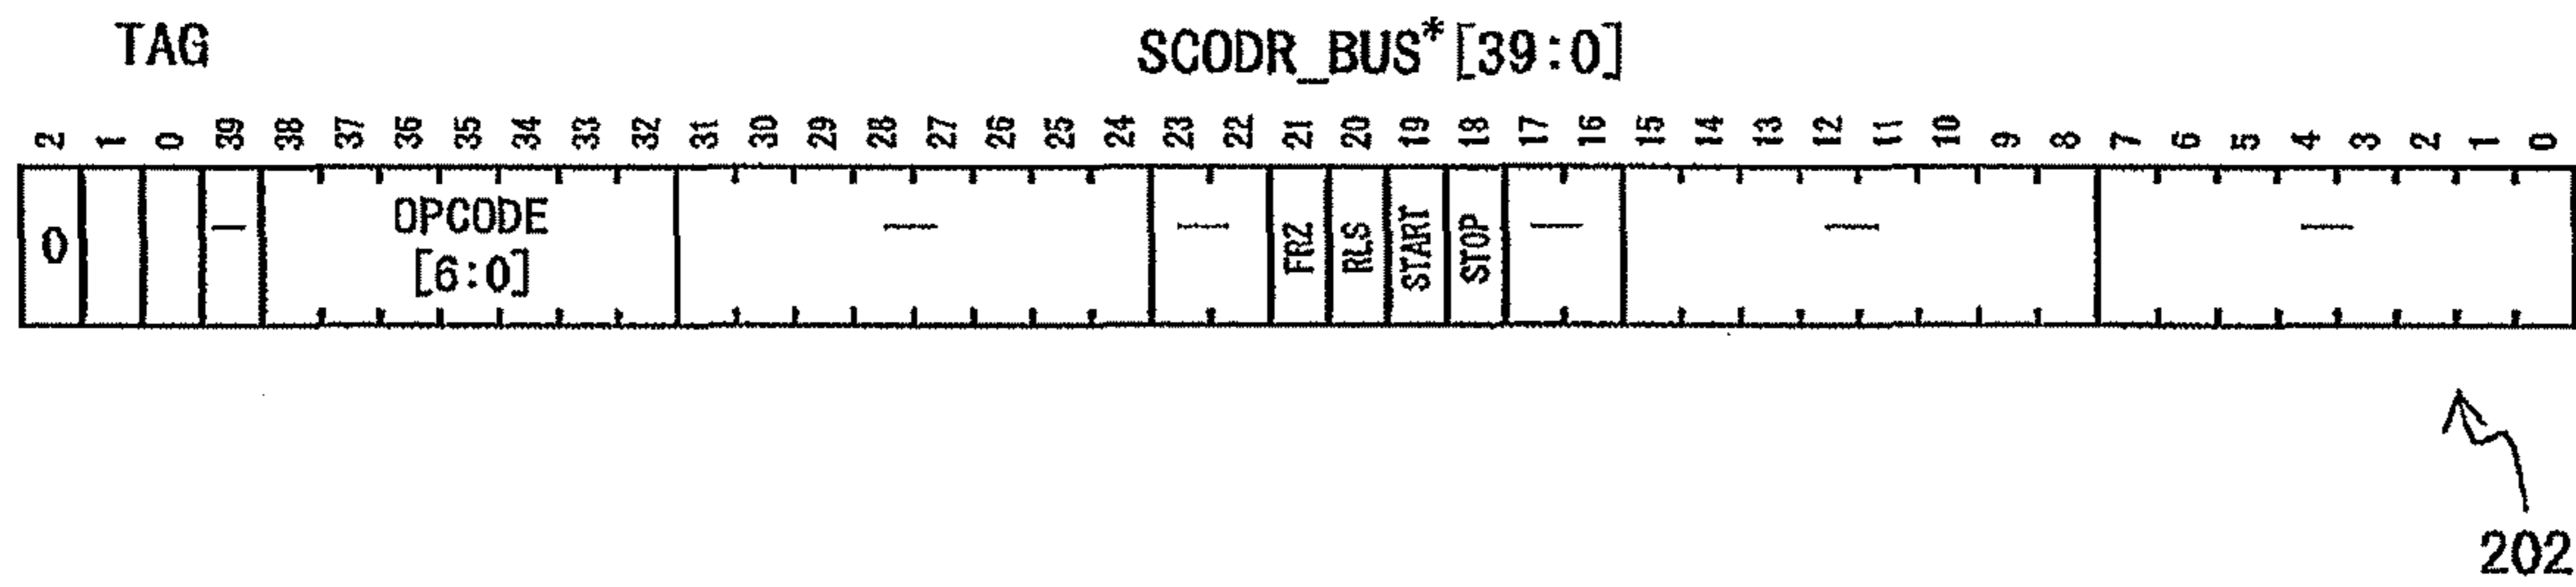 TAG SCODR_BUS*[39:0]
2 1 0 39 38 37 36 35 34 33 32 31 30 29 28 27 26 25 24 23 22 21 20 19 18 17 16 15 14 13 12 11 10 9 8 7 6 5 4 3 2 1 0
0 — OPCODE — — FRZ RLS START STOP — — —
[6:0]
202